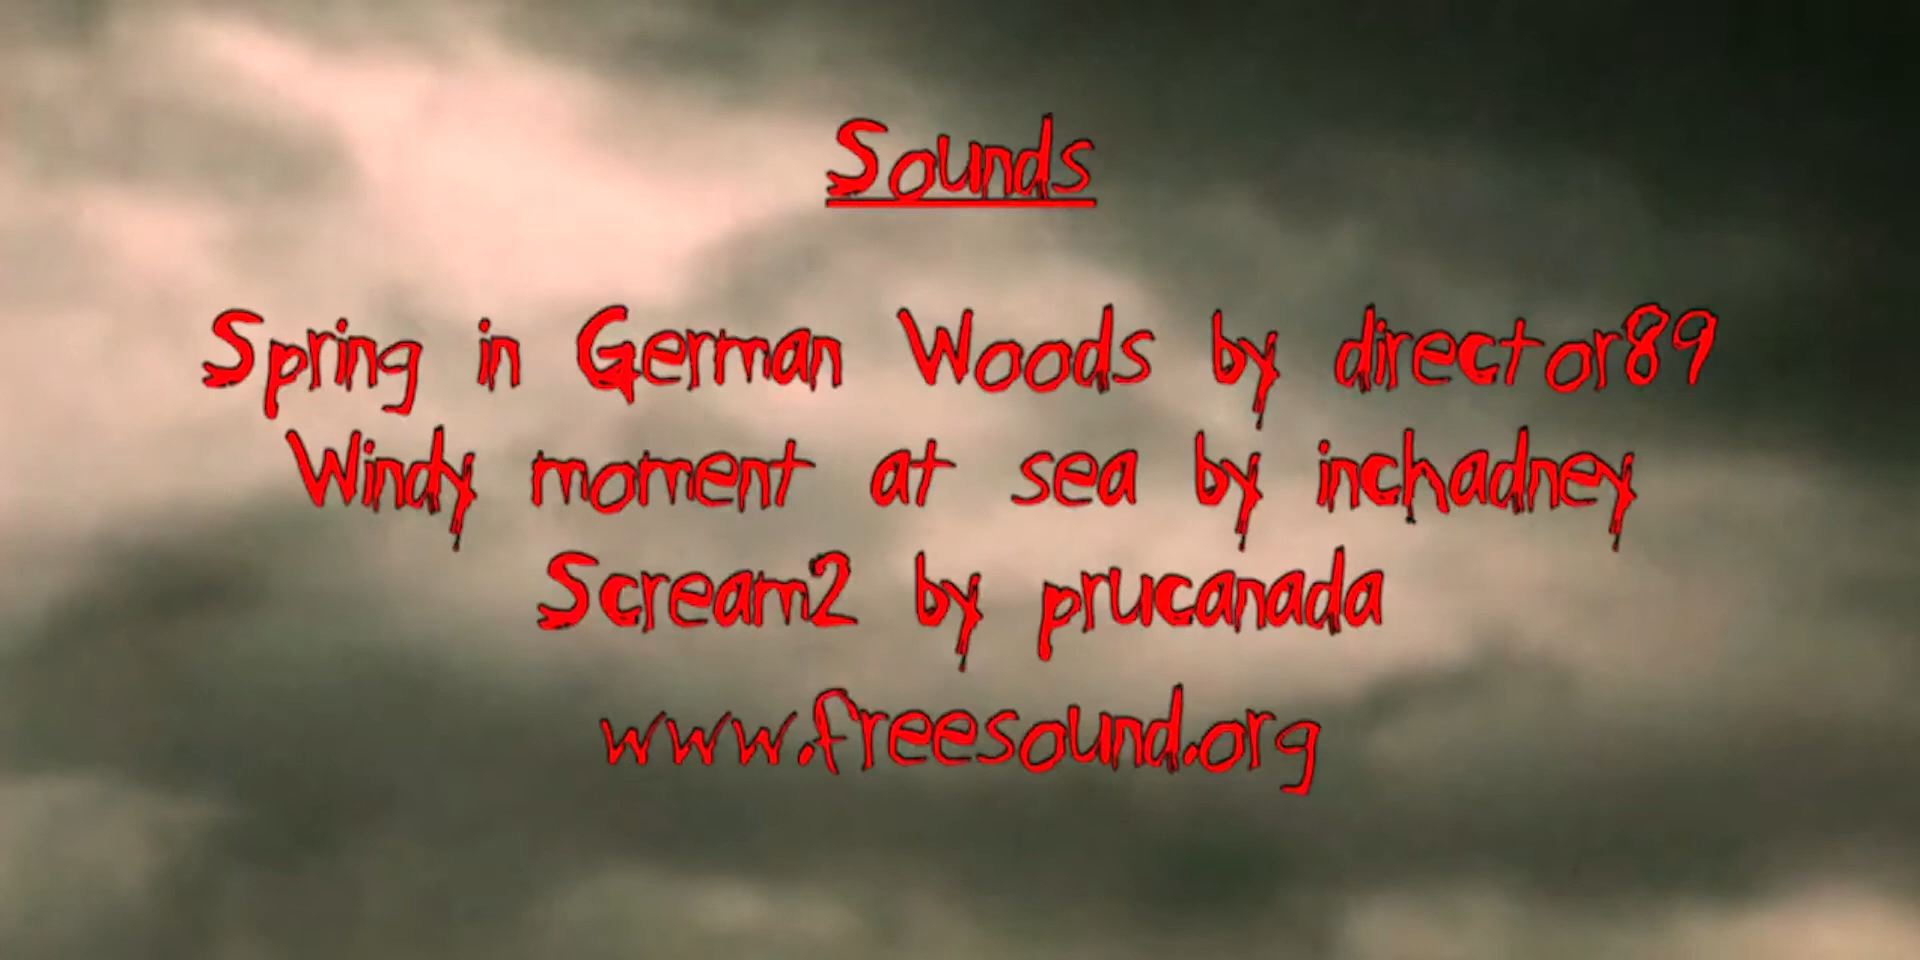 Sounds
Spring in German Woods by director89
Windy moment at sea by inchadney
Scream2 by prucanada
www.freesound.org